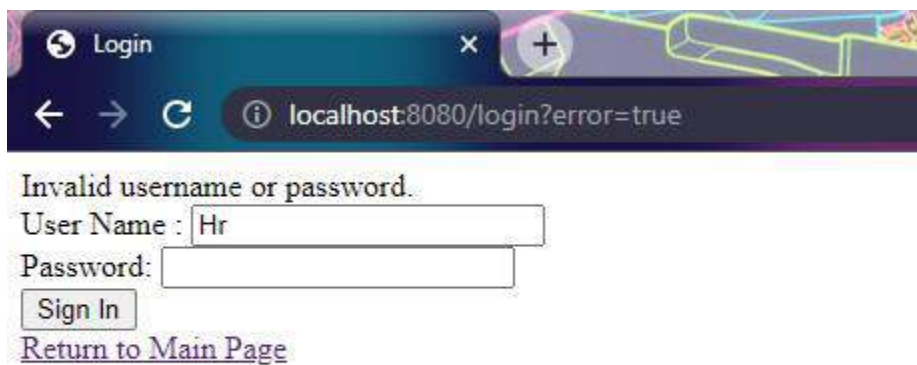 Login
localhost:8080/login?error=true
Invalid username or password.
User Name : Hr
Password:
Sign In
Return to Main Page